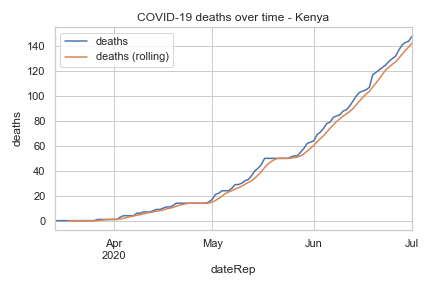 COVID-19 deaths over time - Kenya
deaths
deaths (rolling)
140
120
100
80
60
40
20
0
deaths
Apr
May
Jun
Jul
2020
dateRep